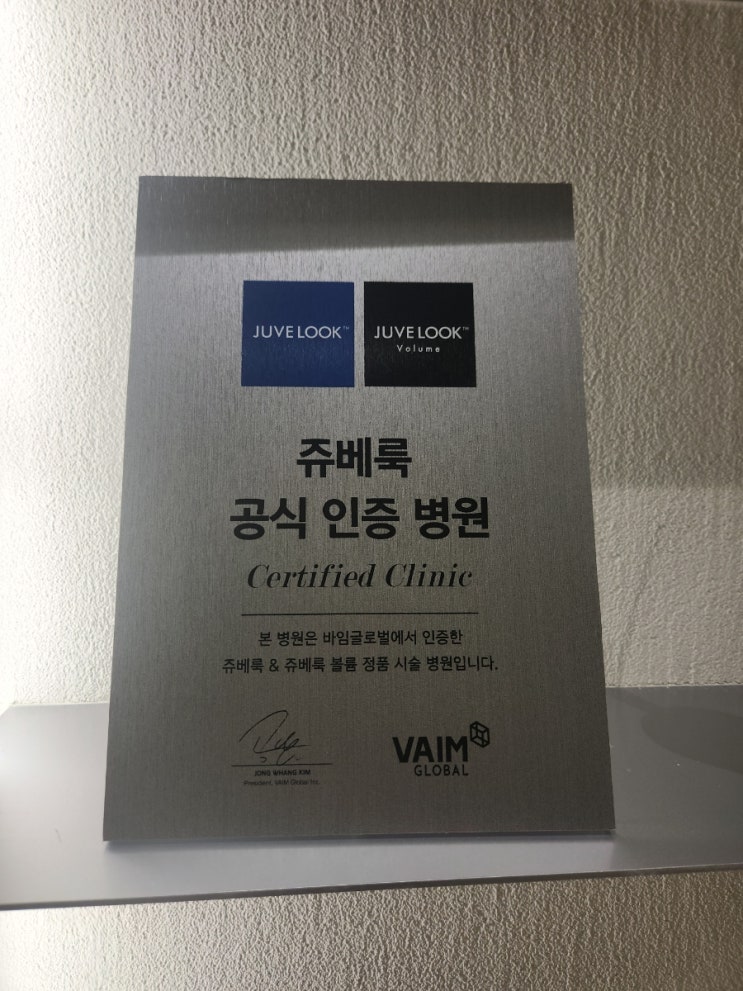 JUVELOOK™ JUVELOOK™
Volume
쥬베룩
공식 인증 병원
Certified Clinic
본 병원은 바임글로벌에서 인증한
쥬베룩 & 쥬베룩 볼륨 정품 시술 병원입니다.
JONG WHANG KIM
President, VAIM Global Inc.
VAIM
GLOBAL